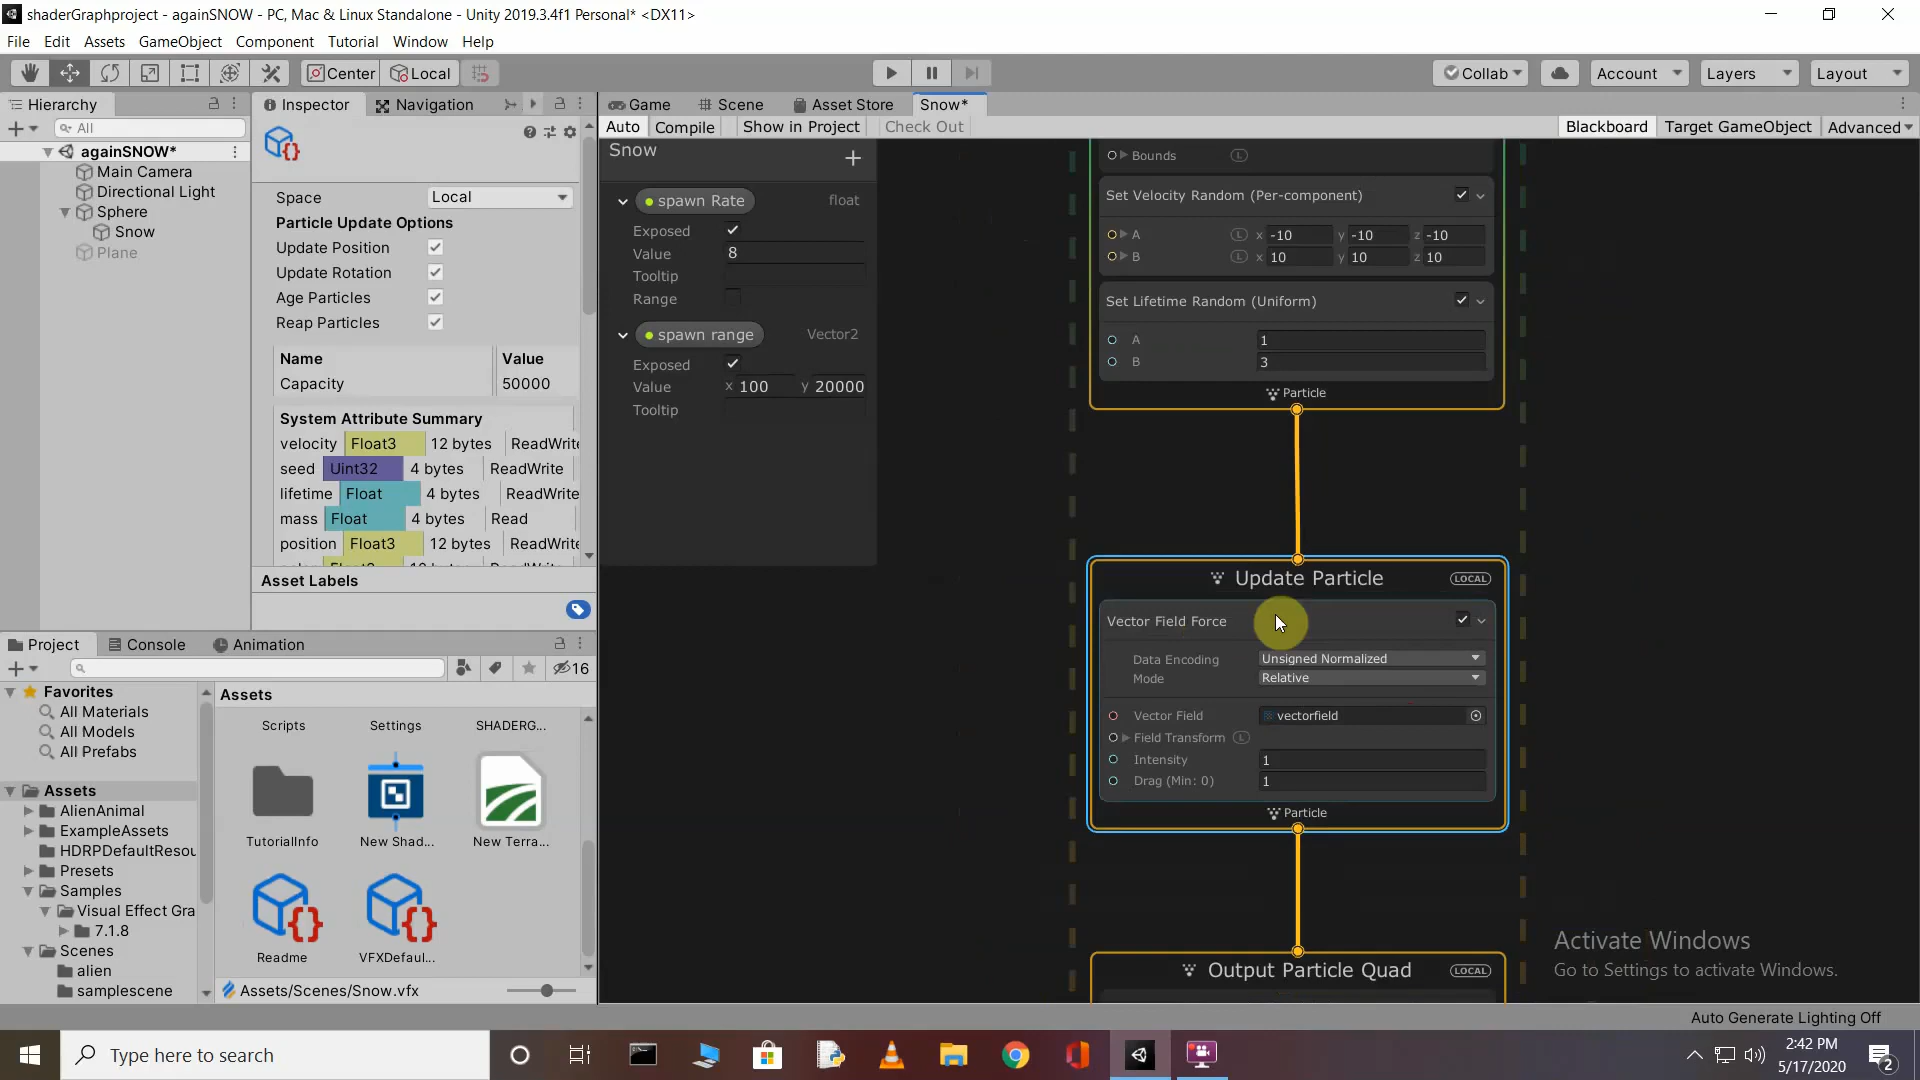 shaderGraphproject - againSNOW - PC, Mac & Linux Standalone - Unity 2019.3.4f1 Personal* <DX11>
File Edit Assets GameObject Component Tutorial Window Help
Center Local Collab Account Layers Layout
Hierarchy
All
againSNOW*
Main Camera
Directional Light
Sphere
Snow
Plane
Inspector Navigation
Space Local
Particle Update Options
Update Position
Update Rotation
Age Particles
Reap Particles
Name Value
Capacity 50000
System Attribute Summary
velocity Float3 12 bytes ReadWrite
seed Uint32 4 bytes ReadWrite
lifetime Float 4 bytes ReadWrite
mass Float 4 bytes Read
position Float3 12 bytes ReadWrite
Asset Labels
Game Scene Asset Store Snow*
Auto Compile Show in Project Check Out Blackboard Target GameObject Advanced
Snow
spawn Rate float
Exposed
Value 8
Tooltip
Range
spawn range Vector2
Exposed
Value x 100 y 20000
Tooltip
Bounds L
Set Velocity Random (Per-component)
A L x -10 y -10 z -10
B L x 10 y 10 z 10
Set Lifetime Random (Uniform)
A 1
B 3
Particle
Update Particle LOCAL
Vector Field Force
Data Encoding Unsigned Normalized
Mode Relative
Vector Field vectorfield
Field Transform L
Intensity 1
Drag (Min: 0) 1
Particle
Output Particle Quad LOCAL
Project Console Animation
16
Favorites
All Materials
All Models
All Prefabs
Assets
AlienAnimal
ExampleAssets
HDRPDefaultResou
Presets
Samples
Visual Effect Gra
7.1.8
Scenes
alien
samplescene
Assets
Scripts Settings SHADERG...
TutorialInfo New Shad... New Terra...
Readme VFXDefaul...
Assets/Scenes/Snow.vfx
Activate Windows
Go to Settings to activate Windows.
Auto Generate Lighting Off
Type here to search
2:42 PM
5/17/2020
2